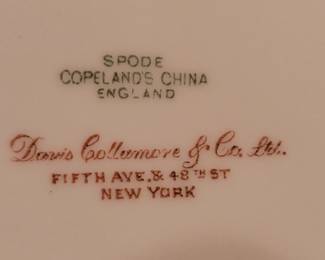 SPODE
COPELAND'S CHINA
ENGLAND
Davis Collamore & Co. Ltd.
FIFTH AVE. & 48TH ST
NEW YORK